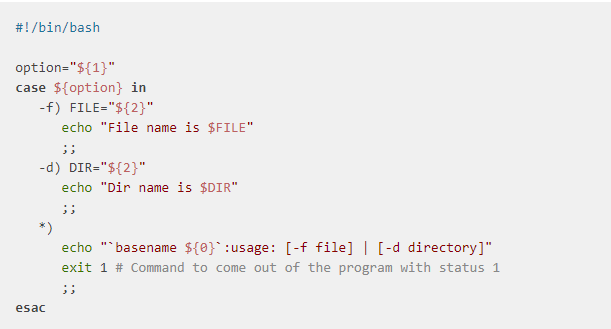 #!/bin/bash

option="${1}"
case ${option} in
   -f) FILE="${2}"
      echo "File name is $FILE"
      ;;
   -d) DIR="${2}"
      echo "Dir name is $DIR"
      ;;
   *)
      echo "`basename ${0}`:usage: [-f file] | [-d directory]"
      exit 1 # Command to come out of the program with status 1
      ;;
esac